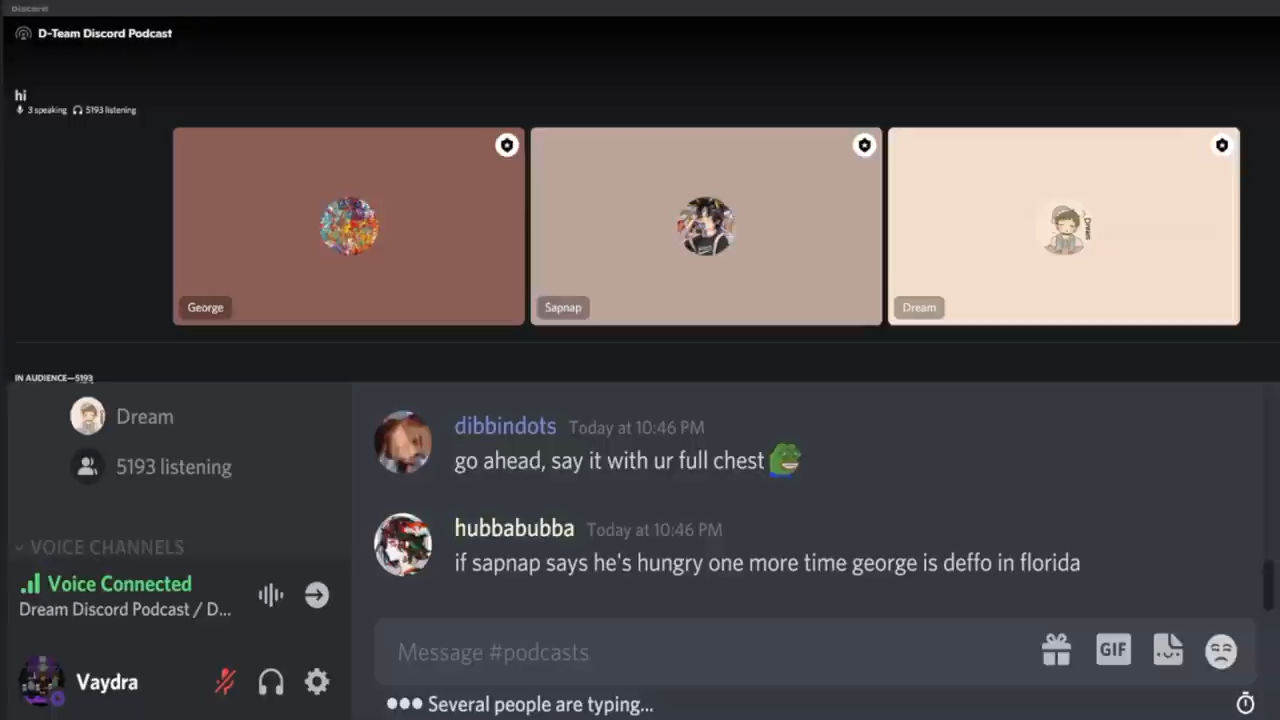 Discord
D-Team Discord Podcast
hi
3 speaking 5193 listening
George
Sapnap
Dream
Dream
IN AUDIENCE—5193
Dream
5193 listening
VOICE CHANNELS
Voice Connected
Dream Discord Podcast / D...
Vaydra
dibbindots Today at 10:46 PM
go ahead, say it with ur full chest
hubbabubba Today at 10:46 PM
if sapnap says he's hungry one more time george is deffo in florida
Message #podcasts
GIF
Several people are typing...